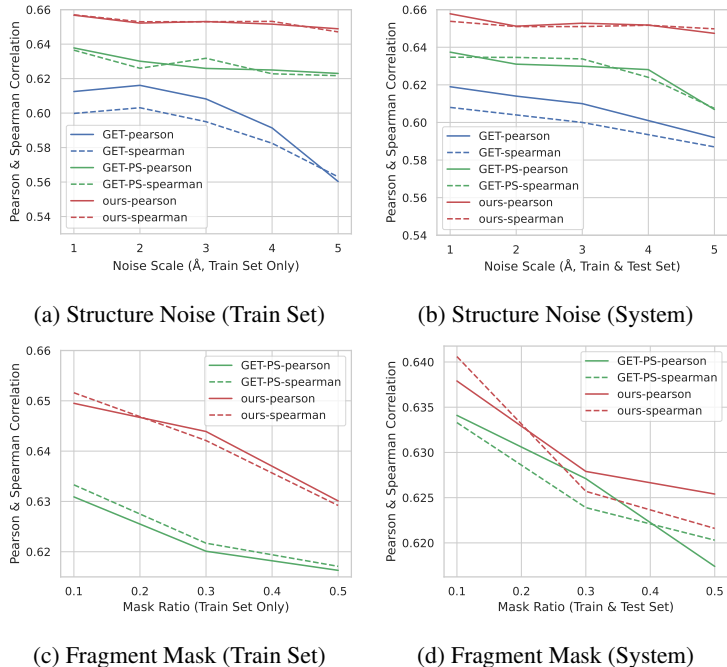 Pearson & Spearman Correlation
0.66
0.64
0.62
0.60
0.58
0.56
0.54
GET-pearson
GET-spearman
GET-PS-pearson
GET-PS-spearman
ours-pearson
ours-spearman
1 2 3 4 5
Noise Scale (Å, Train Set Only)
(a) Structure Noise (Train Set)
Pearson & Spearman Correlation
0.66
0.64
0.62
0.60
0.58
0.56
0.54
GET-pearson
GET-spearman
GET-PS-pearson
GET-PS-spearman
ours-pearson
ours-spearman
1 2 3 4 5
Noise Scale (Å, Train & Test Set)
(b) Structure Noise (System)
Pearson & Spearman Correlation
0.66
0.65
0.64
0.63
0.62
GET-PS-pearson
GET-PS-spearman
ours-pearson
ours-spearman
0.1 0.2 0.3 0.4 0.5
Mask Ratio (Train Set Only)
(c) Fragment Mask (Train Set)
Pearson & Spearman Correlation
0.640
0.635
0.630
0.625
0.620
GET-PS-pearson
GET-PS-spearman
ours-pearson
ours-spearman
0.1 0.2 0.3 0.4 0.5
Mask Ratio (Train & Test Set)
(d) Fragment Mask (System)